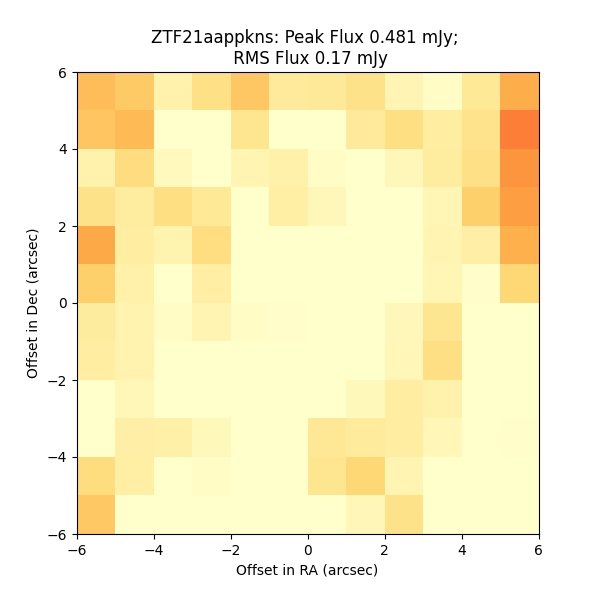 ZTF21aappkns: Peak Flux 0.481 mJy;
RMS Flux 0.17 mJy
6
4
2
0
−2
−4
−6
Offset in Dec (arcsec)
−6 −4 −2 0 2 4 6
Offset in RA (arcsec)